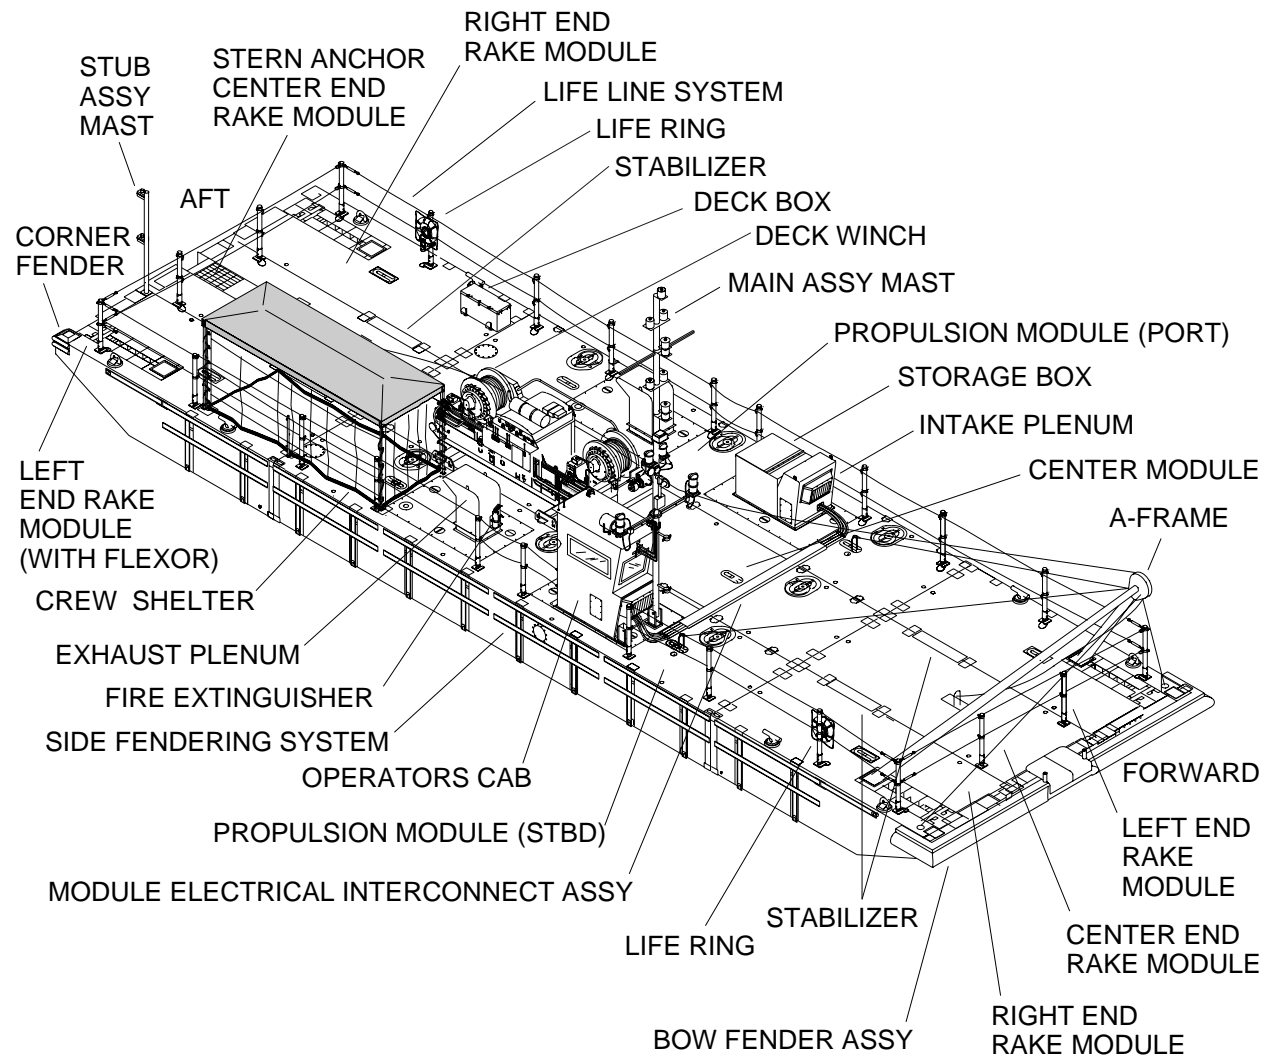 RIGHT END
RAKE MODULE
STUB
ASSY
MAST
STERN ANCHOR
CENTER END
RAKE MODULE
LIFE LINE SYSTEM
LIFE RING
STABILIZER
AFT
DECK BOX
CORNER
FENDER
DECK WINCH
MAIN ASSY MAST
PROPULSION MODULE (PORT)
STORAGE BOX
INTAKE PLENUM
CENTER MODULE
A-FRAME
LEFT
END RAKE
MODULE
(WITH FLEXOR)
CREW SHELTER
EXHAUST PLENUM
FIRE EXTINGUISHER
SIDE FENDERING SYSTEM
OPERATORS CAB
FORWARD
PROPULSION MODULE (STBD)
LEFT END
RAKE
MODULE
MODULE ELECTRICAL INTERCONNECT ASSY
STABILIZER
LIFE RING
CENTER END
RAKE MODULE
BOW FENDER ASSY
RIGHT END
RAKE MODULE